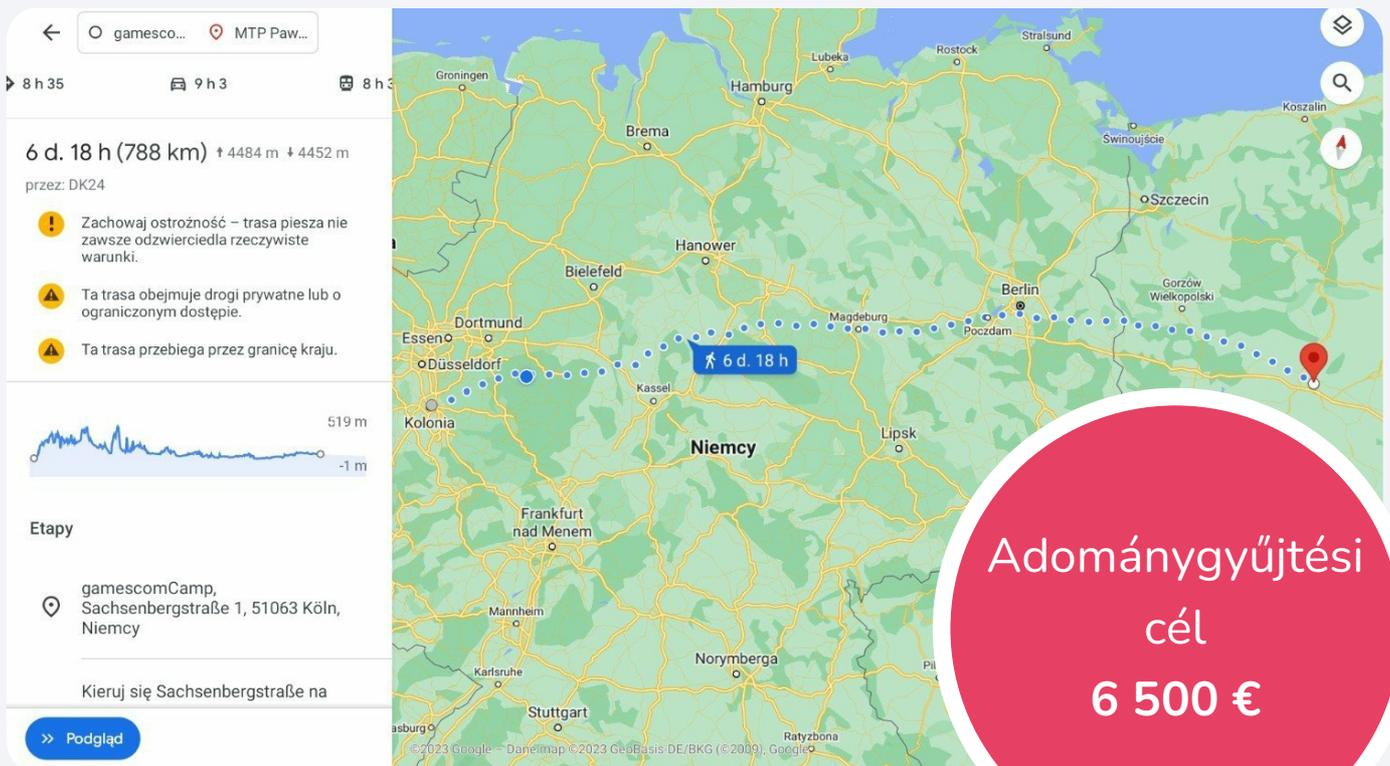 gamesco...
MTP Paw...
8 h 35
9 h 3
8 h 3
6 d. 18 h (788 km)
4484 m
4452 m
przez: DK24
Zachowaj ostrożność – trasa piesza nie
zawsze odzwierciedla rzeczywiste
warunki.
Ta trasa obejmuje drogi prywatne lub o
ograniczonym dostępie.
Ta trasa przebiega przez granicę kraju.
519 m
-1 m
Etapy
gamescomCamp,
Sachsenbergstraße 1, 51063 Köln,
Niemcy
Kieruj się Sachsenbergstraße na
Podgląd
Stralsund
Rostock
Lubeka
Groningen
Hamburg
Koszalin
Brema
Świnoujście
Szczecin
Hanower
Bielefeld
Berlin
Gorzów
Wielkopolski
Magdeburg
Poczdam
Dortmund
Essen
Düsseldorf
6 d. 18 h
Kassel
Kolonia
Niemcy
Lipsk
Frankfurt
nad Menem
Mannheim
Norymberga
Karlsruhe
Stuttgart
asburg
Ratyzbona
©2023 Google – Dane map ©2023 GeoBasis-DE/BKG (©2009), Google
Adománygyűjtési
cél
6 500 €